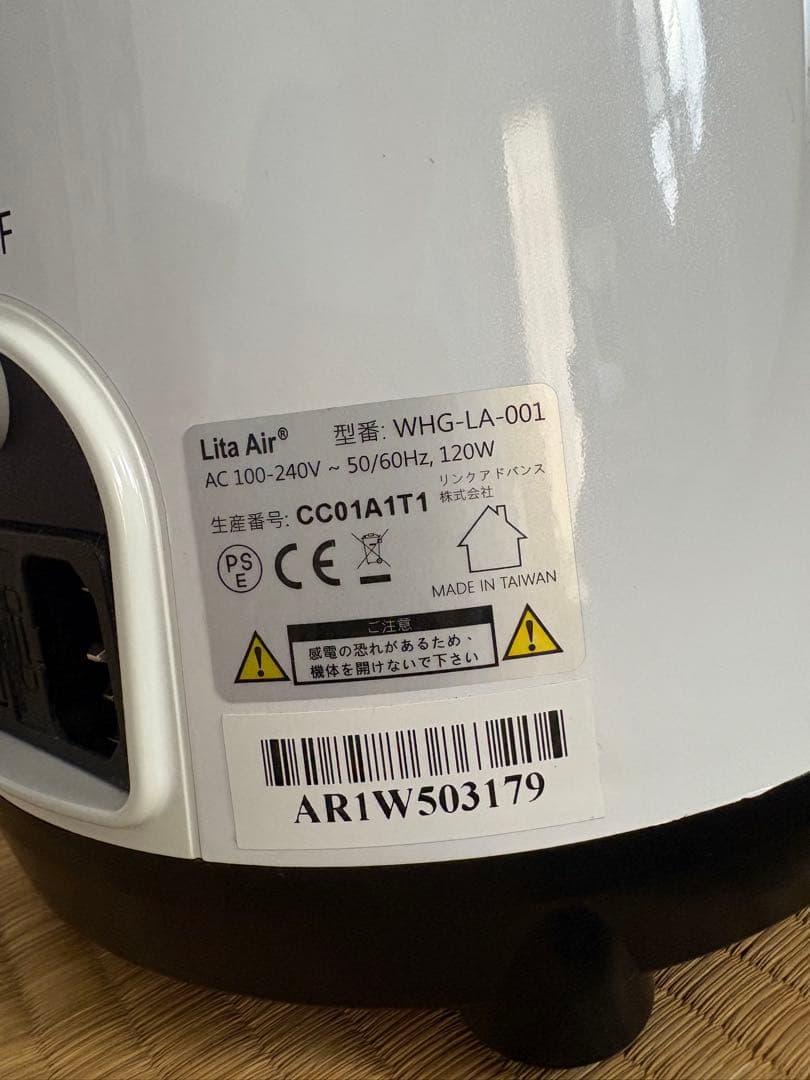 F
Lita Air® 型番: WHG-LA-001
AC 100-240V ~ 50/60Hz, 120W
リンクアドバンス
株式会社
生産番号: CC01A1T1
PS
E
CE
MADE IN TAIWAN
ご注意
感電の恐れがあるため、
機体を開けないで下さい
AR1W503179